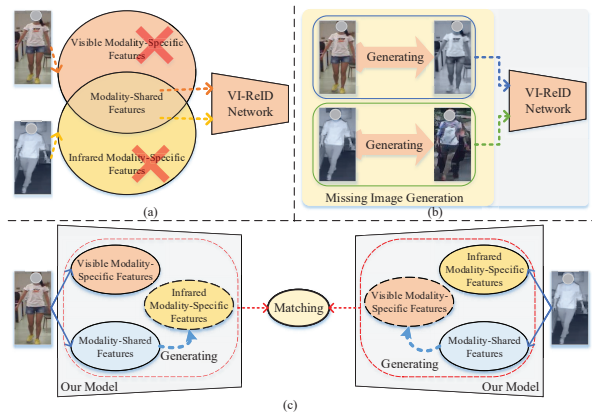 Visible Modality-Specific
Features
Modality-Shared
Features
Infrared Modality-Specific
Features
VI-ReID
Network
(a)
Generating
Generating
Missing Image Generation
VI-ReID
Network
(b)
Visible Modality-
Specific Features
Infrared
Modality-Specific
Features
Modality-Shared
Features
Generating
Our Model
Matching
Infrared
Modality-Specific
Features
Visible Modality-
Specific Features
Modality-Shared
Features
Generating
Our Model
(c)